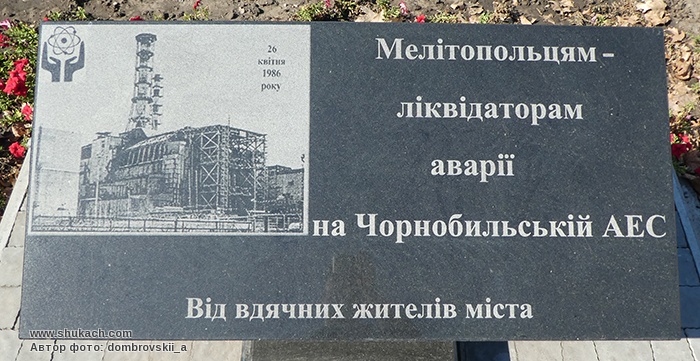 26
квітня
1986
року
Мелітопольцям -
ліквідаторам
аварії
на Чорнобильській АЕС
Від вдячних жителів міста
www.shukach.com
Автор фото: dombrovskii_a